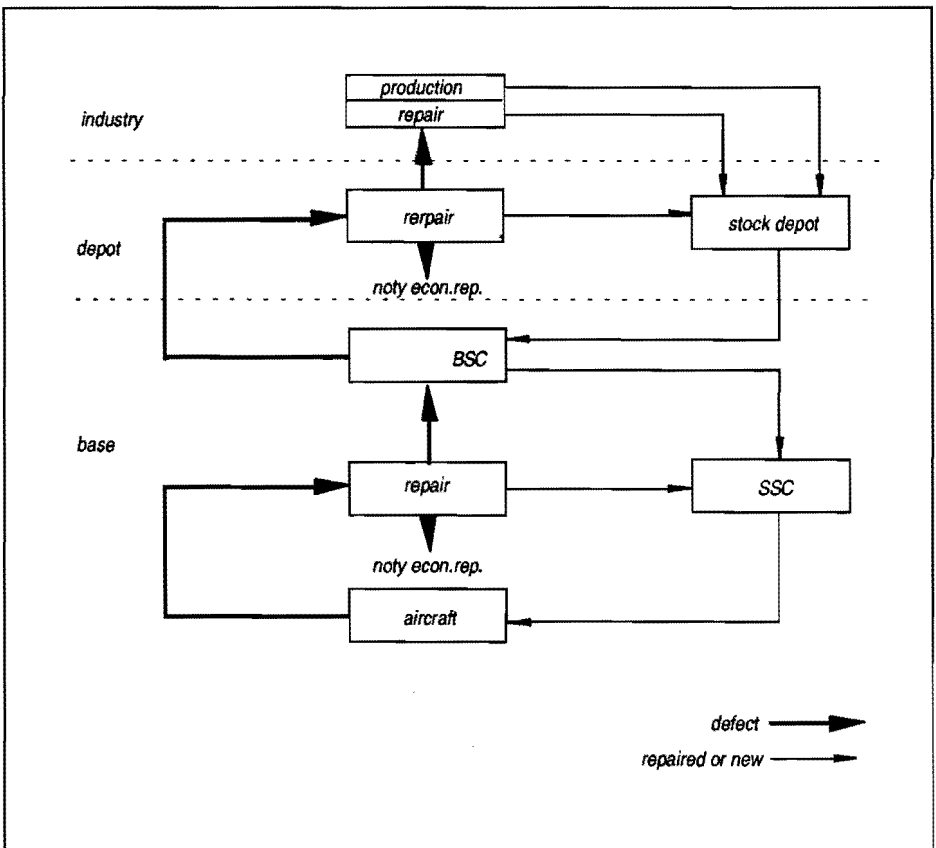 production
industry
repair
rerpair
stock depot
depot
noty econ.rep.
BSC
base
repair
SSC
noty econ.rep.
aircraft
defect
repaired or new